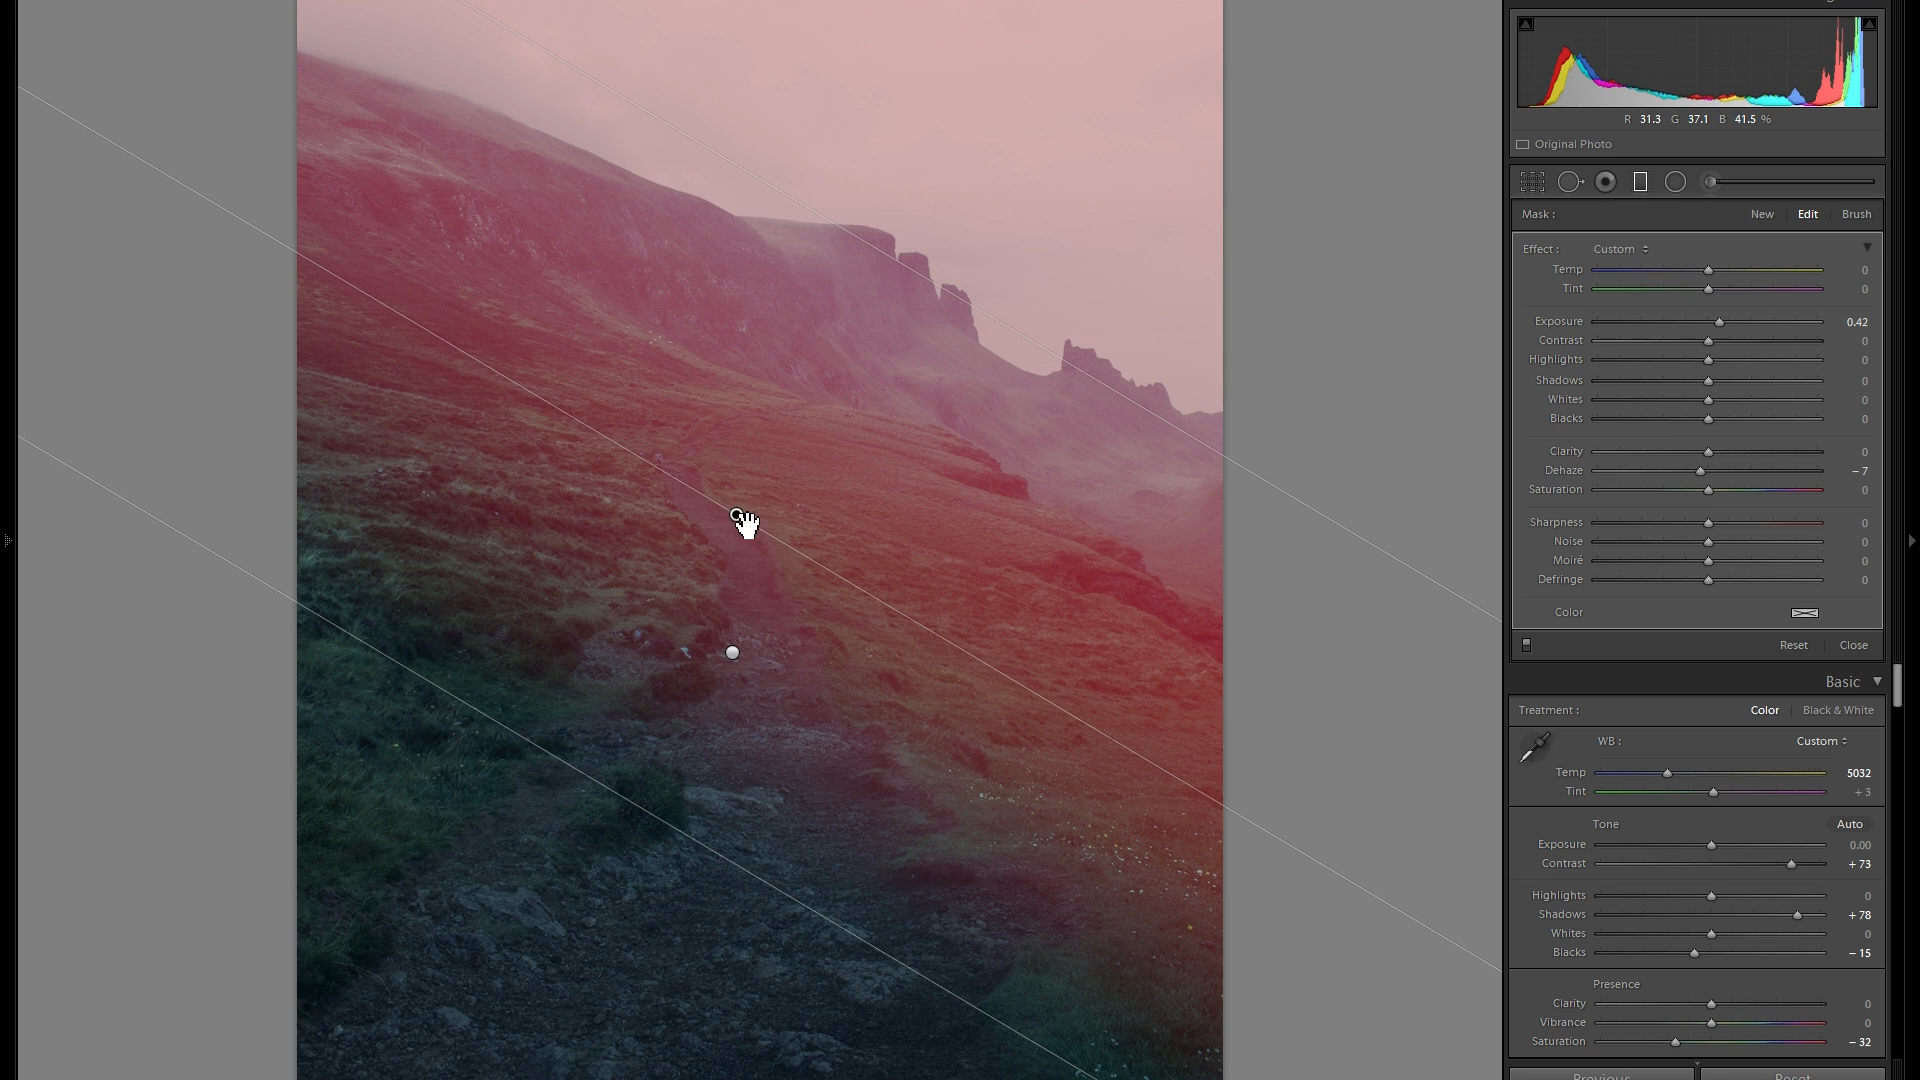 R 31.3 G 37.1 B 41.5 %
Original Photo
Mask : New Edit Brush
Effect : Custom
Temp 0
Tint 0
Exposure 0.42
Contrast 0
Highlights 0
Shadows 0
Whites 0
Blacks 0
Clarity 0
Dehaze – 7
Saturation 0
Sharpness 0
Noise 0
Moiré 0
Defringe 0
Color
Reset Close
Basic
Treatment : Color Black & White
WB : Custom
Temp 5032
Tint + 3
Tone Auto
Exposure 0.00
Contrast + 73
Highlights 0
Shadows + 78
Whites 0
Blacks – 15
Presence
Clarity 0
Vibrance 0
Saturation – 32
Previous Reset